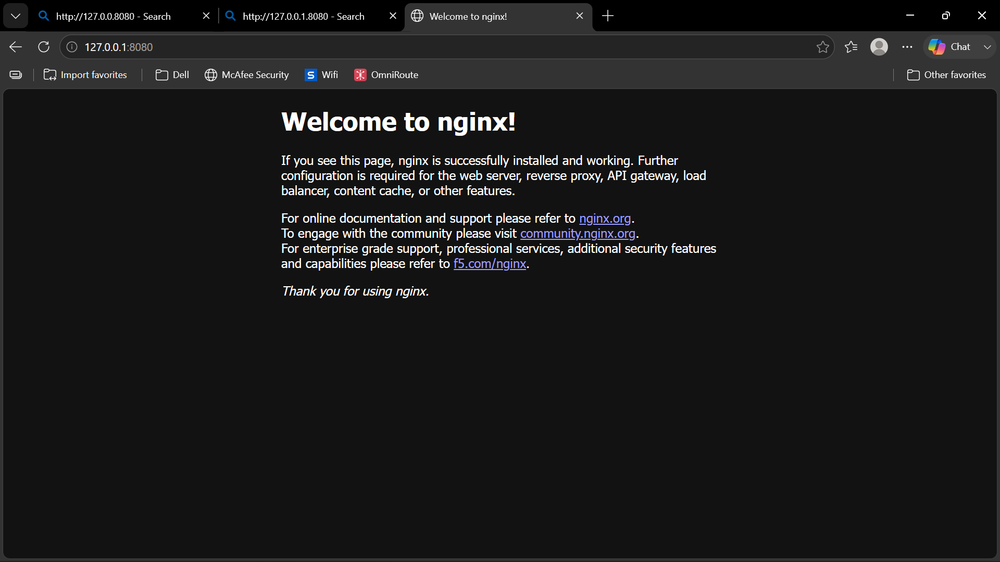 http://127.0.0.8080 - Search
http://127.0.0.1.8080 - Search
Welcome to nginx!
127.0.0.1:8080
Chat
Import favorites
Dell
McAfee Security
S
Wifi
OmniRoute
Other favorites
Welcome to nginx!
If you see this page, nginx is successfully installed and working. Further
configuration is required for the web server, reverse proxy, API gateway, load
balancer, content cache, or other features.
For online documentation and support please refer to nginx.org.
To engage with the community please visit community.nginx.org.
For enterprise grade support, professional services, additional security features
and capabilities please refer to f5.com/nginx.
Thank you for using nginx.